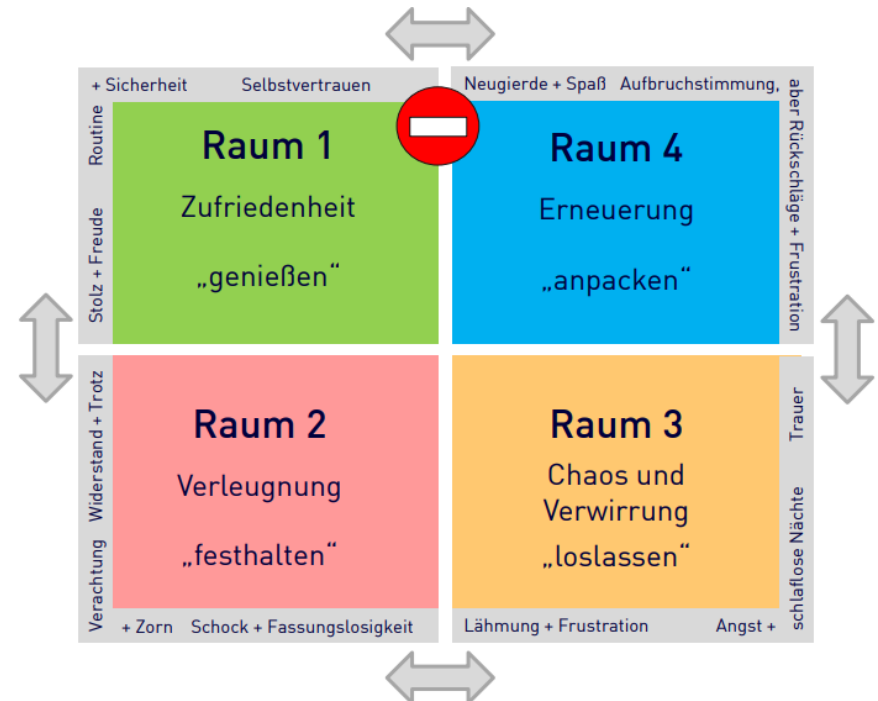 + Sicherheit Selbstvertrauen
Routine
Stolz + Freude
Raum 1
Zufriedenheit
„genießen“
Neugierde + Spaß Aufbruchstimmung,
aber Rückschläge + Frustration
Raum 4
Erneuerung
„anpacken“
Widerstand + Trotz
Verachtung
Raum 2
Verleugnung
„festhalten“
+ Zorn Schock + Fassungslosigkeit
Raum 3
Chaos und
Verwirrung
„loslassen“
Trauer
schlaflose Nächte
Lähmung + Frustration Angst +